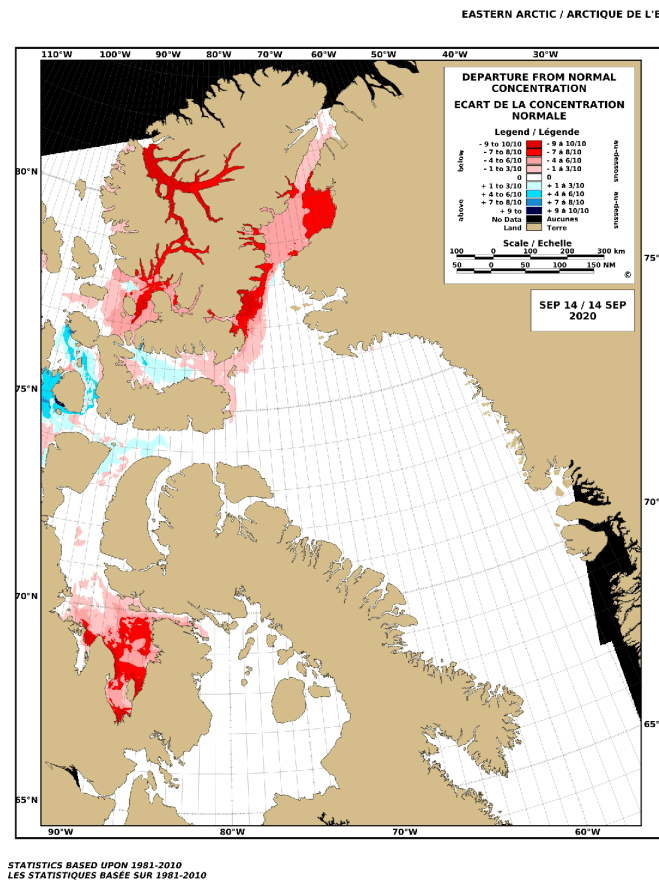 EASTERN ARCTIC / ARCTIQUE DE L'E
110°W 100°W 90°W 80°W 70°W 60°W 50°W 40°W 30°W
DEPARTURE FROM NORMAL
CONCENTRATION
ECART DE LA CONCENTRATION
NORMALE
Legend / Légende
below
- 9 to 10/10 - 9 à 10/10
- 7 to 8/10 - 7 à 8/10
- 4 to 6/10 - 4 à 6/10
- 1 to 3/10 - 1 à 3/10
0 0
au-dessous
above
+ 1 to 3/10 + 1 à 3/10
+ 4 to 6/10 + 4 à 6/10
+ 7 to 8/10 + 7 à 8/10
+ 9 to + 9 à 10/10
au-dessus
No Data Aucunes
Land Terre
Scale / Echelle
100 0 100 200 300 km
50 0 50 100 150 NM
©
SEP 14 / 14 SEP
2020
80°N
75°N
75°N
70°N
70°N
65°N
65°N
90°W 80°W 70°W 60°W
STATISTICS BASED UPON 1981-2010
LES STATISTIQUES BASÉE SUR 1981-2010